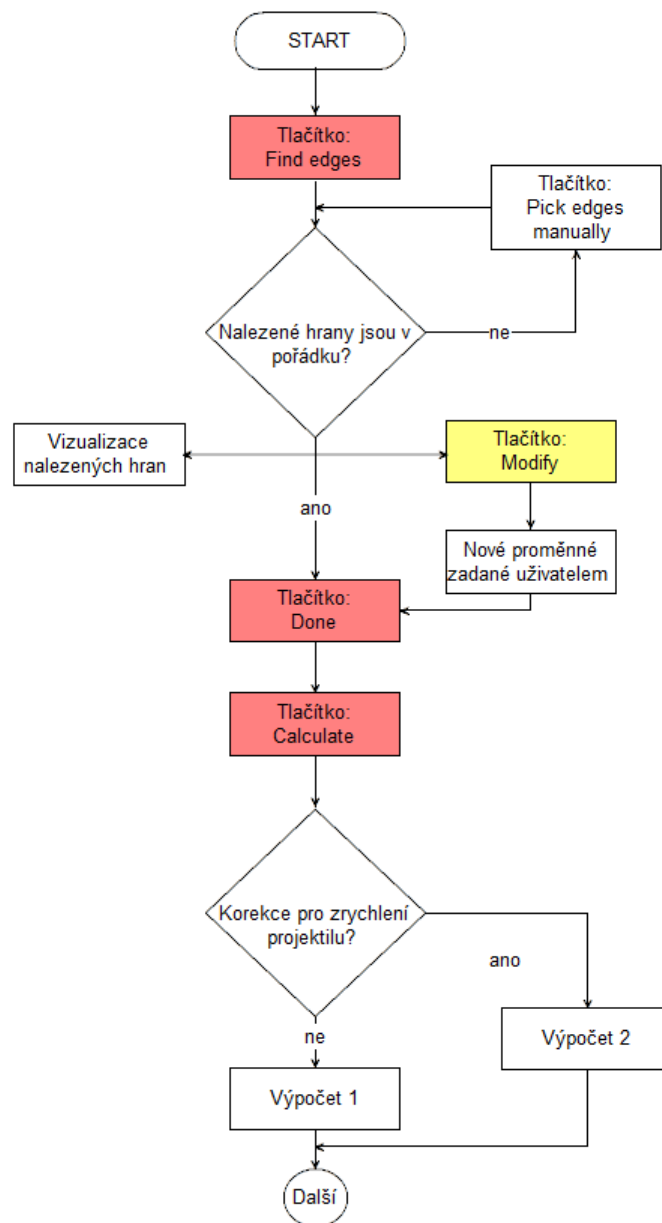 START
Tlačítko:
Find edges
Tlačítko:
Pick edges
manually
Nalezené hrany jsou v
pořádku?
ne
Vizualizace
nalezených hran
Tlačítko:
Modify
ano
Nové proměnné
zadané uživatelem
Tlačítko:
Done
Tlačítko:
Calculate
Korekce pro zrychlení
projektilu?
ano
ne
Výpočet 2
Výpočet 1
Další